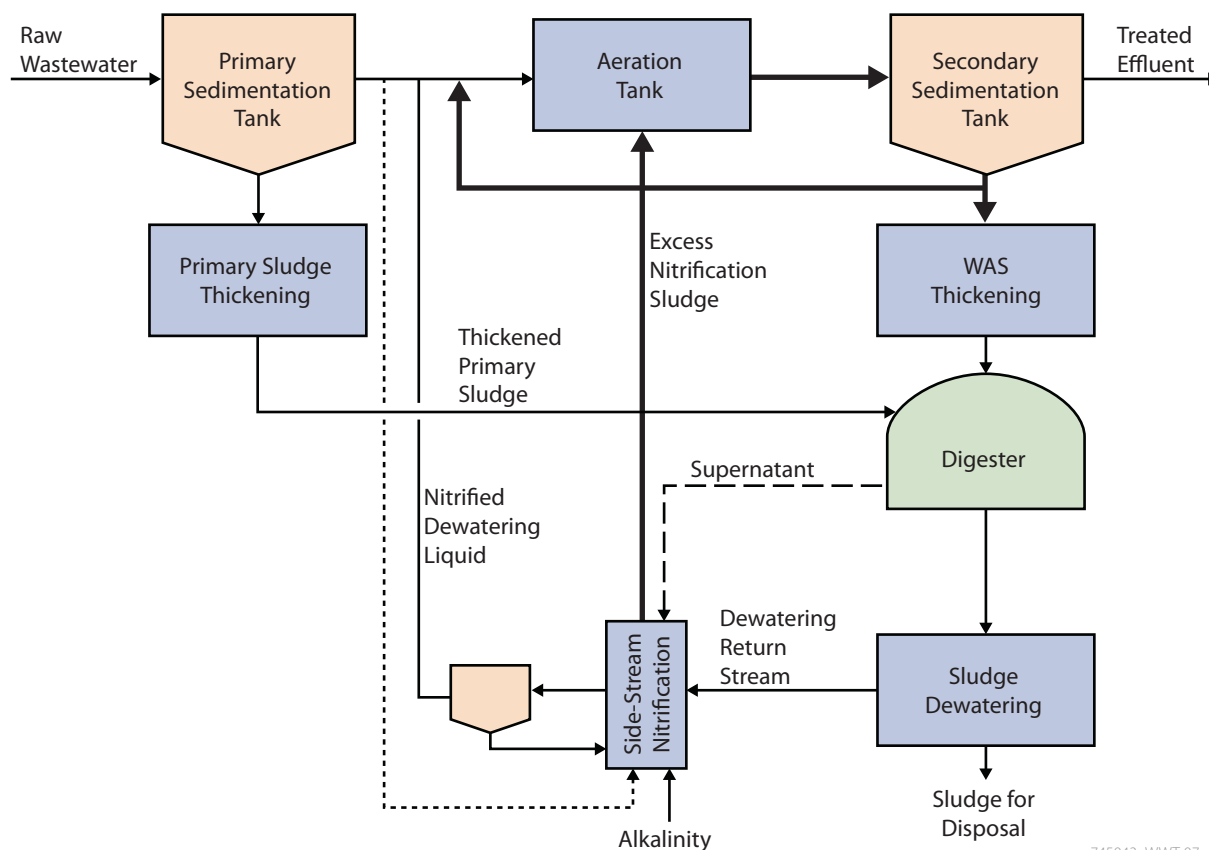 Raw
Wastewater
Primary
Sedimentation
Tank
Aeration
Tank
Secondary
Sedimentation
Tank
Treated
Effluent
Primary Sludge
Thickening
Excess
Nitrification
Sludge
WAS
Thickening
Thickened
Primary
Sludge
Digester
Supernatant
Nitrified
Dewatering
Liquid
Dewatering
Return
Stream
Side-Stream
Nitrification
Sludge
Dewatering
Alkalinity
Sludge for
Disposal